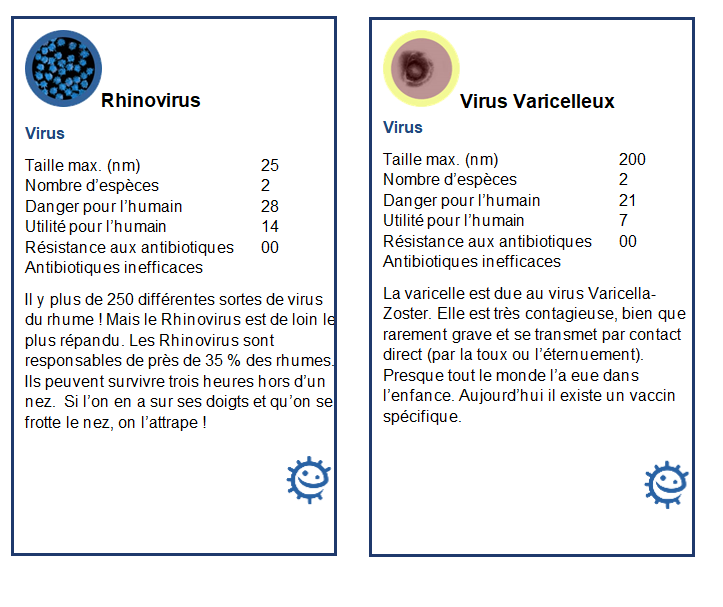 Rhinovirus
Virus
Taille max. (nm) 25
Nombre d’espèces 2
Danger pour l’humain 28
Utilité pour l’humain 14
Résistance aux antibiotiques 00
Antibiotiques inefficaces
Il y plus de 250 différentes sortes de virus
du rhume ! Mais le Rhinovirus est de loin le
plus répandu. Les Rhinovirus sont
responsables de près de 35 % des rhumes.
Ils peuvent survivre trois heures hors d’un
nez. Si l’on en a sur ses doigts et qu’on se
frotte le nez, on l’attrape !
Virus Varicelleux
Virus
Taille max. (nm) 200
Nombre d’espèces 2
Danger pour l’humain 21
Utilité pour l’humain 7
Résistance aux antibiotiques 00
Antibiotiques inefficaces
La varicelle est due au virus Varicella-
Zoster. Elle est très contagieuse, bien que
rarement grave et se transmet par contact
direct (par la toux ou l’éternuement).
Presque tout le monde l’a eue dans
l’enfance. Aujourd’hui il existe un vaccin
spécifique.